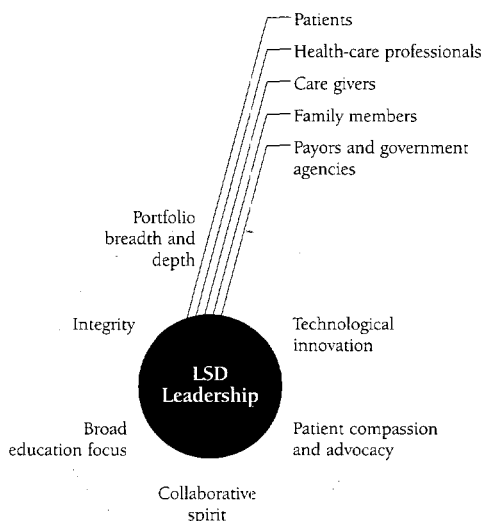 Patients
Health-care professionals
Care givers
Family members
Payors and government
agencies
Portfolio
breadth and
depth
Integrity
Technological
innovation
LSD
Leadership
Broad
education focus
Patient compassion
and advocacy
Collaborative
spirit